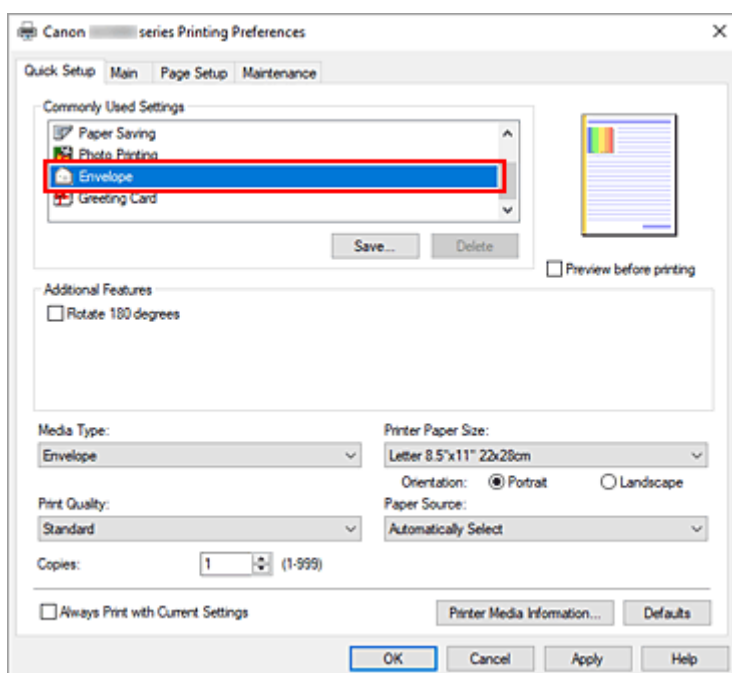 Canon series Printing Preferences
Quick Setup Main Page Setup Maintenance
Commonly Used Settings
Paper Saving
Photo Printing
Envelope
Greeting Card
Save... Delete
Preview before printing
Additional Features
Rotate 180 degrees
Media Type:
Envelope
Printer Paper Size:
Letter 8.5"x11" 22x28cm
Orientation: Portrait Landscape
Print Quality:
Standard
Paper Source:
Automatically Select
Copies: 1 (1-999)
Always Print with Current Settings
Printer Media Information... Defaults
OK Cancel Apply Help